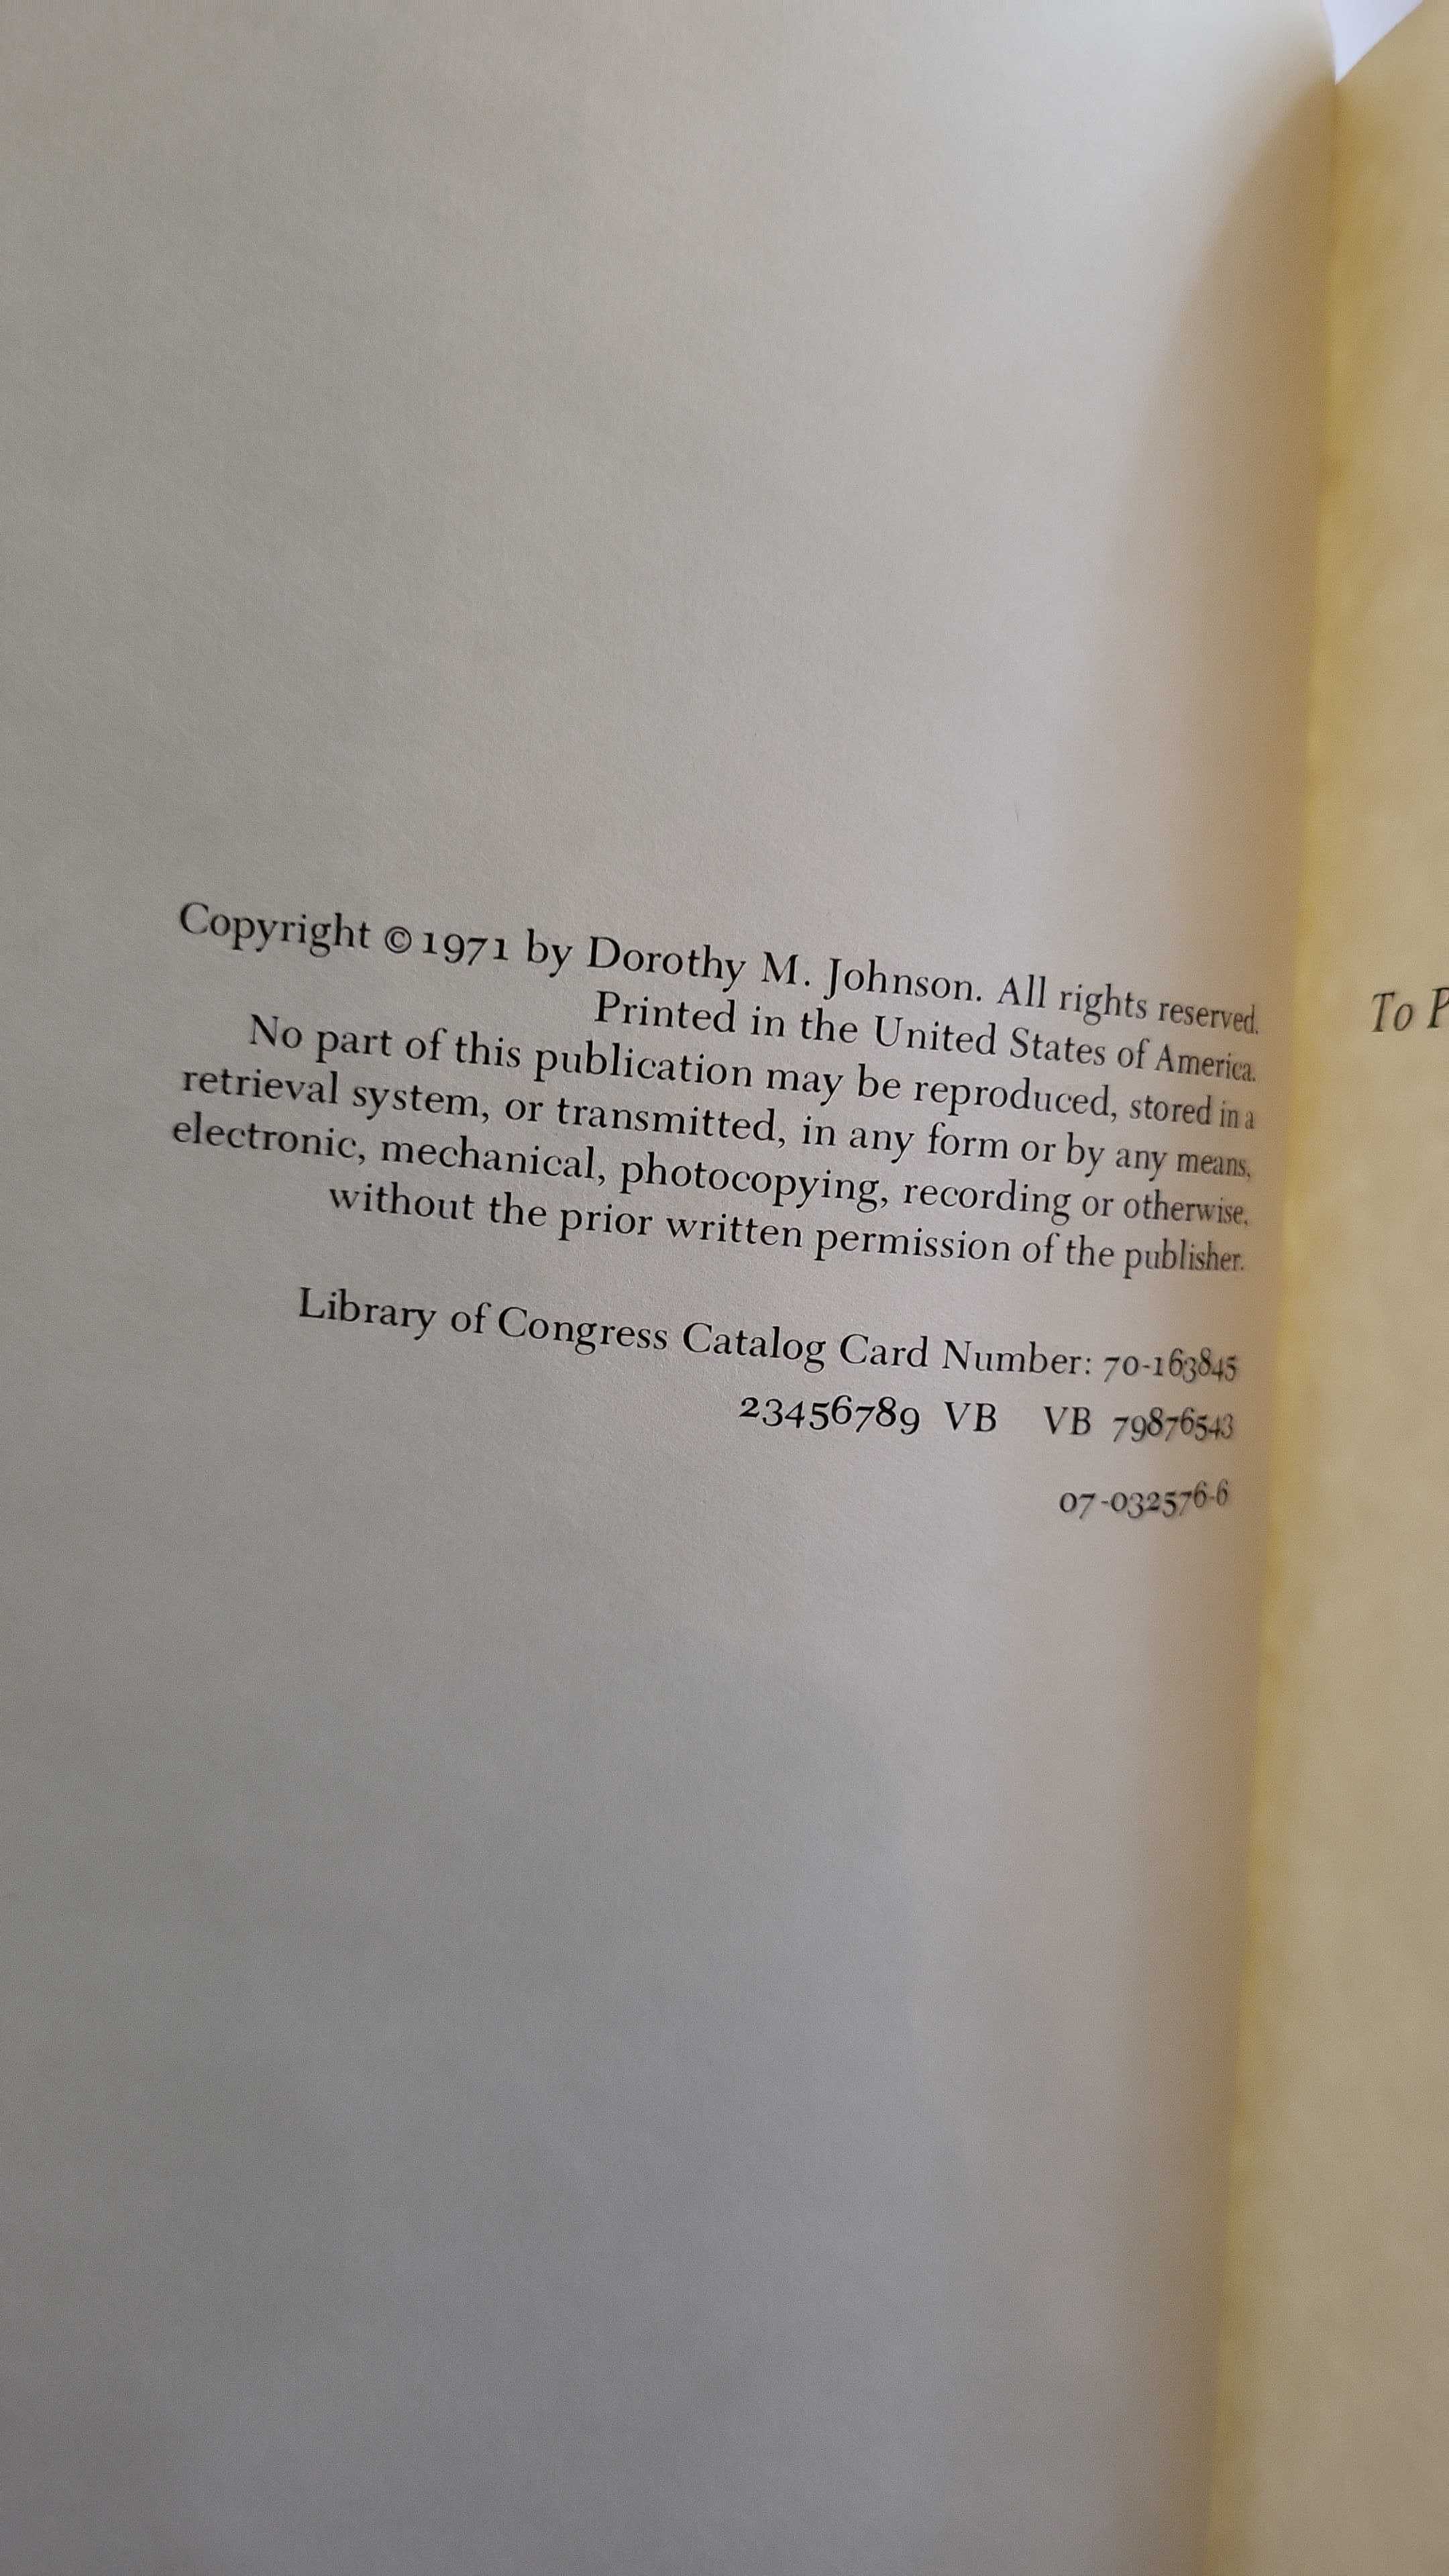 Copyright © 1971 by Dorothy M. Johnson. All rights reserved.
Printed in the United States of America.
No part of this publication may be reproduced, stored in a
retrieval system, or transmitted, in any form or by any means,
electronic, mechanical, photocopying, recording or otherwise,
without the prior written permission of the publisher.
Library of Congress Catalog Card Number: 70-163845
23456789 VB VB 79876543
07-032576-6
To P